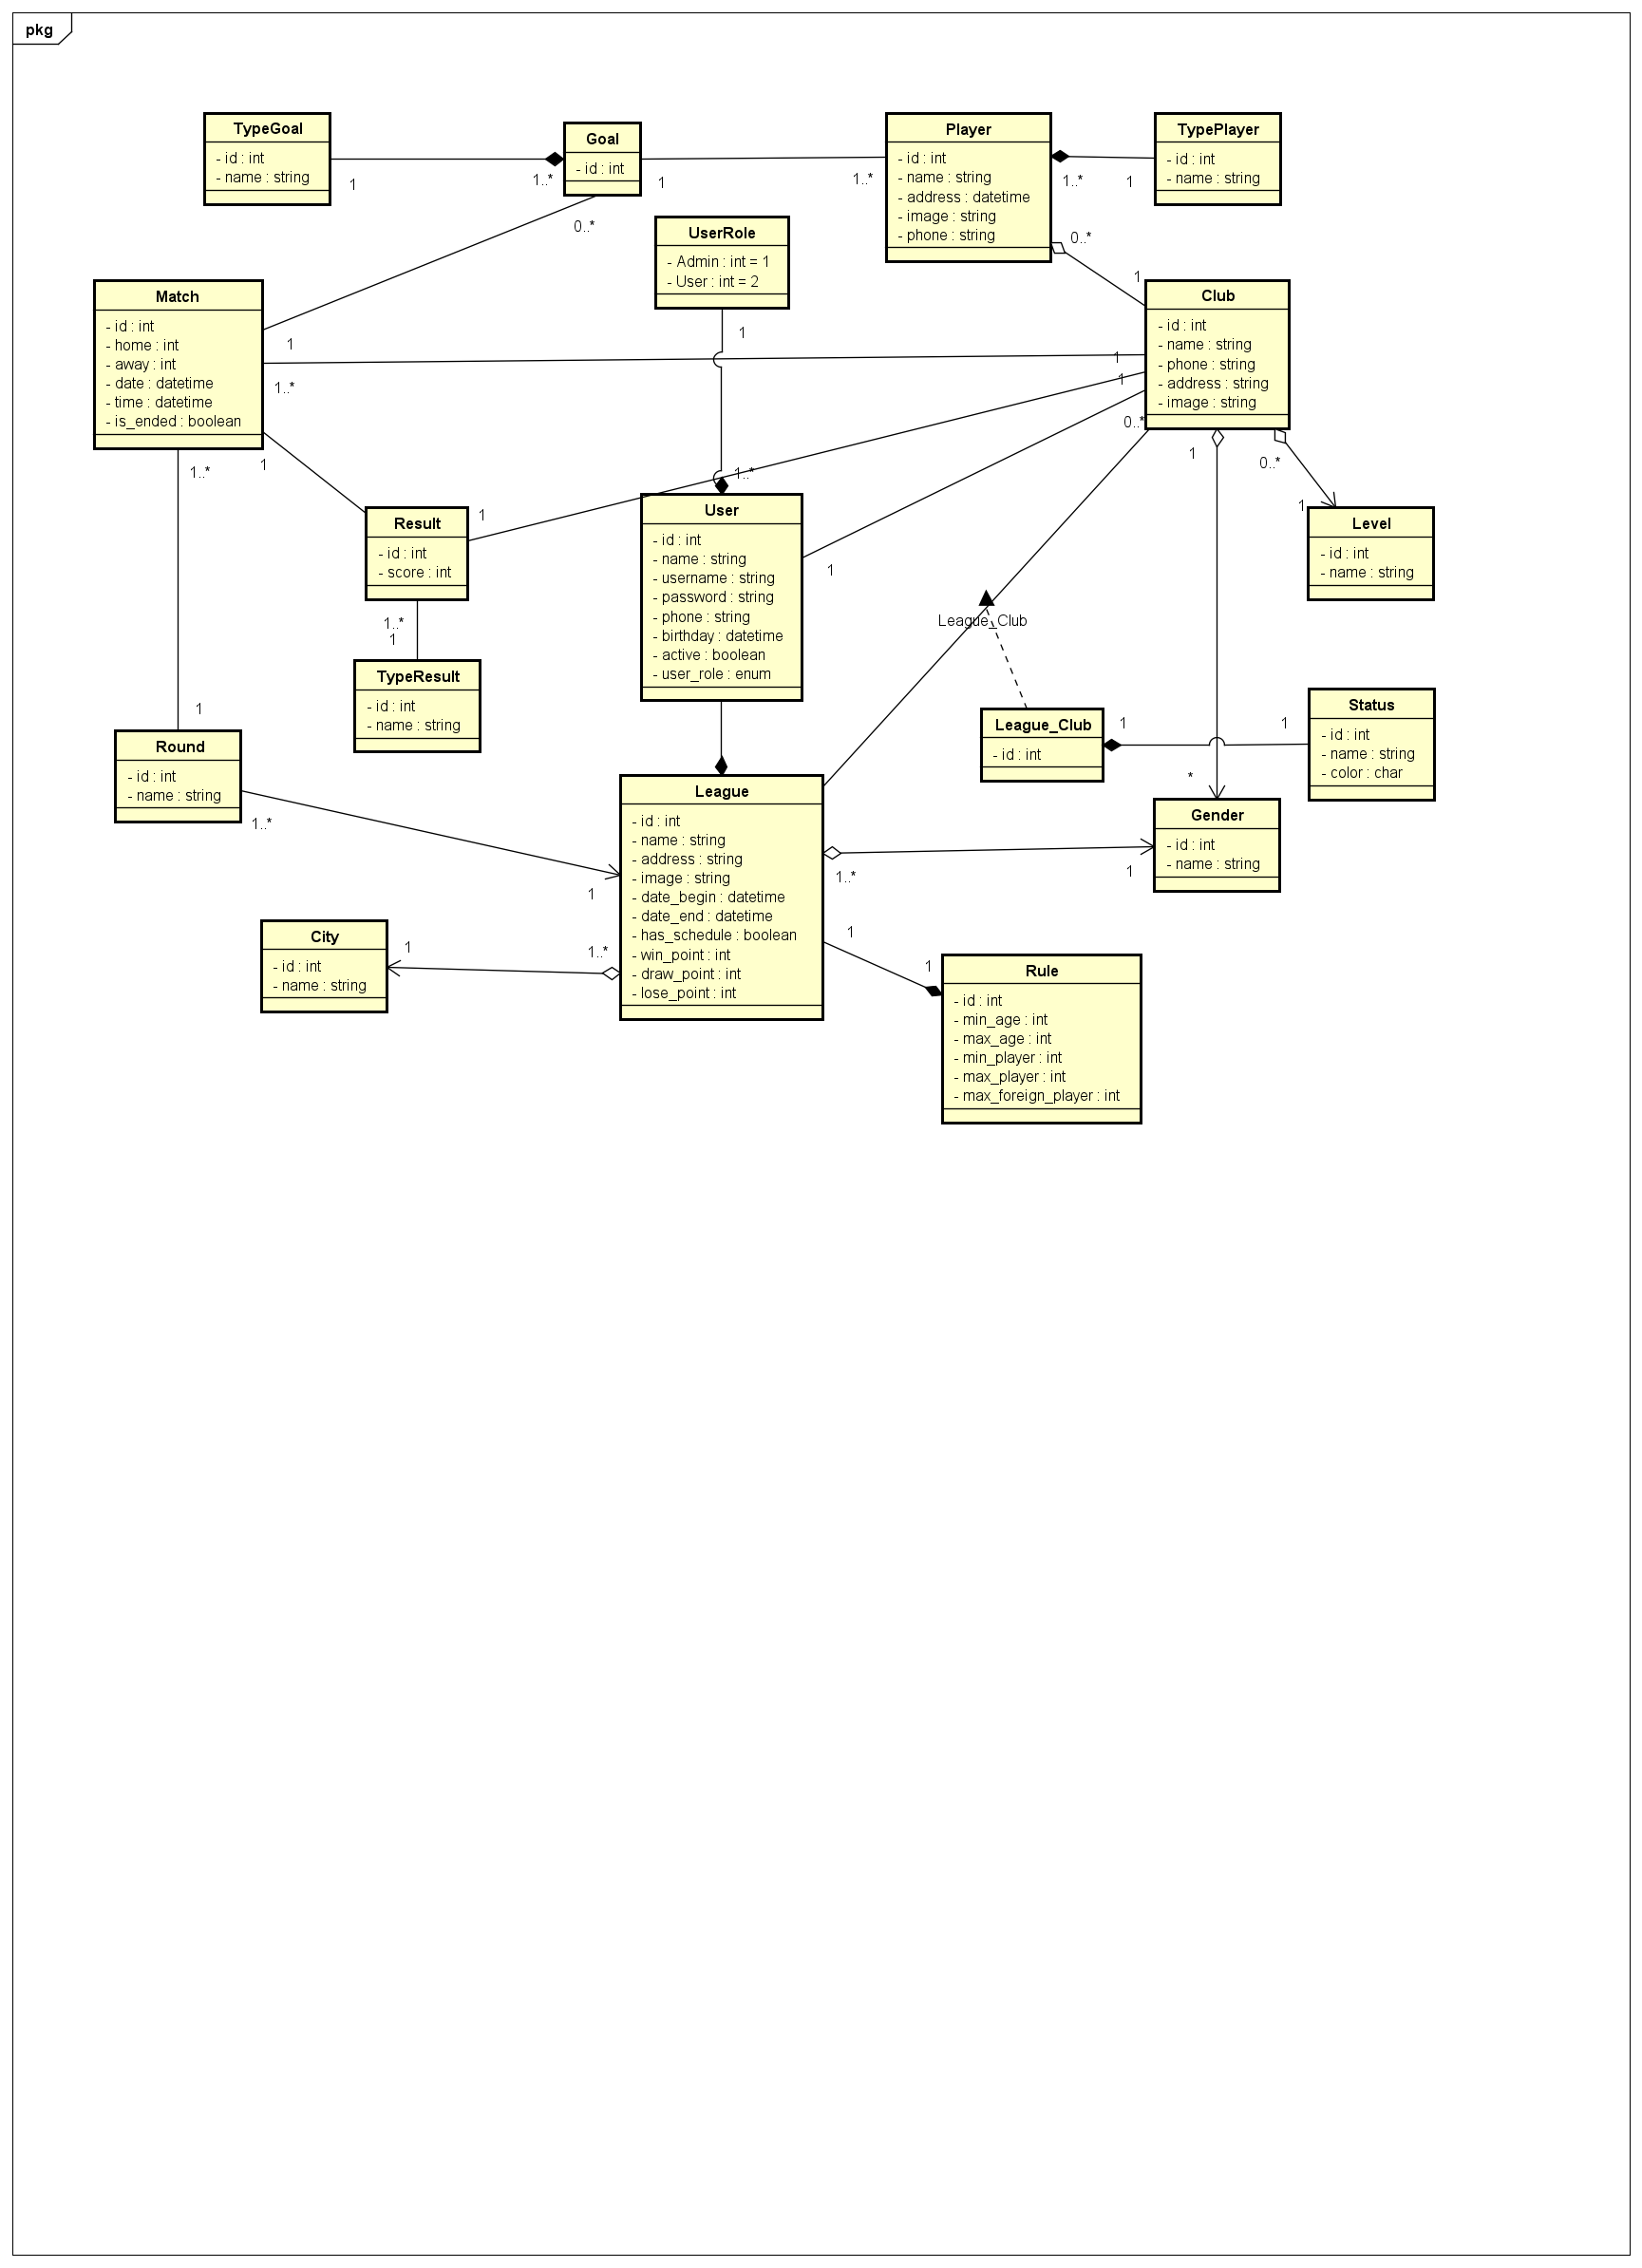 pkg
TypeGoal
- id : int
- name : string
1
1..*
Goal
- id : int
1
0..*
1..*
Player
- id : int
- name : string
- address : datetime
- image : string
- phone : string
1..*
1
0..*
1
TypePlayer
- id : int
- name : string
UserRole
- Admin : int = 1
- User : int = 2
1
Match
- id : int
- home : int
- away : int
- date : datetime
- time : datetime
- is_ended : boolean
1
1..*
1
1..*
Club
- id : int
- name : string
- phone : string
- address : string
- image : string
1
1
0..*
1
0..*
1
Level
- id : int
- name : string
Result
- id : int
- score : int
1
1..*
1
TypeResult
- id : int
- name : string
1..*
User
- id : int
- name : string
- username : string
- password : string
- phone : string
- birthday : datetime
- active : boolean
- user_role : enum
1
League_Club
League_Club
- id : int
1
1
Status
- id : int
- name : string
- color : char
1
Round
- id : int
- name : string
1..*
1
League
- id : int
- name : string
- address : string
- image : string
- date_begin : datetime
- date_end : datetime
- has_schedule : boolean
- win_point : int
- draw_point : int
- lose_point : int
1..*
1
*
Gender
- id : int
- name : string
City
- id : int
- name : string
1
1..*
1
1
Rule
- id : int
- min_age : int
- max_age : int
- min_player : int
- max_player : int
- max_foreign_player : int